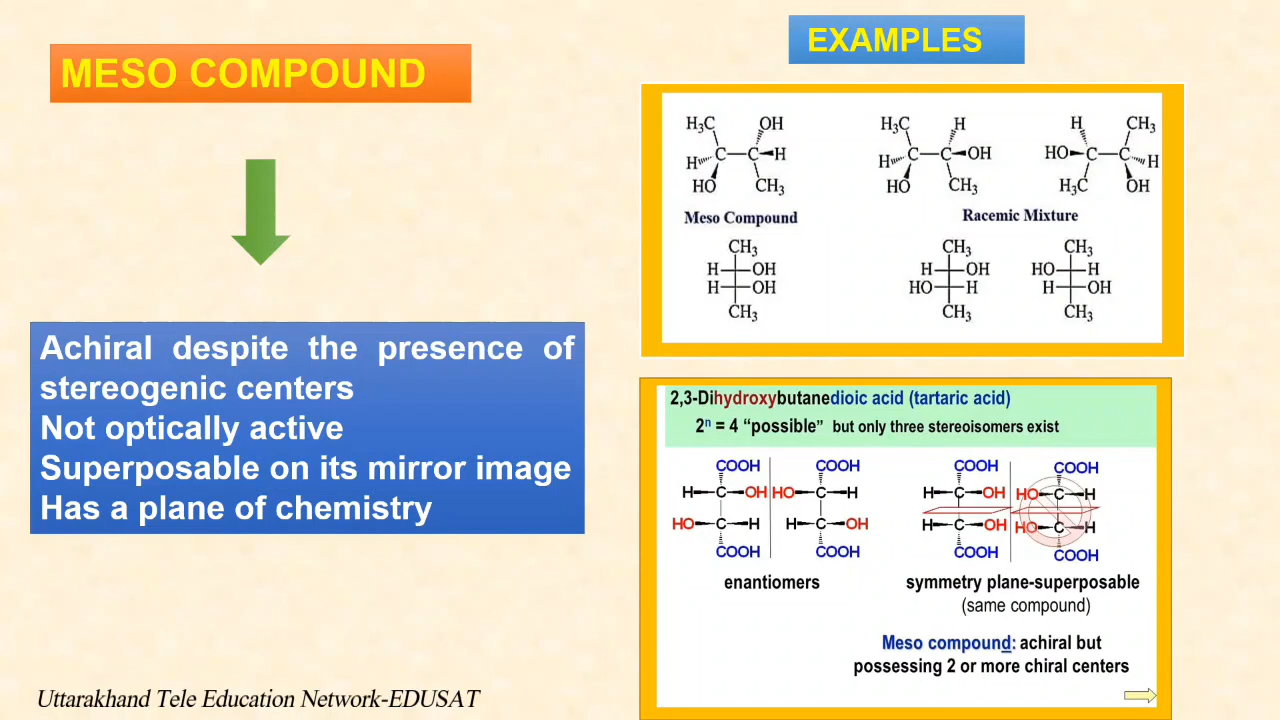 MESO COMPOUND
Achiral despite the presence of
stereogenic centers
Not optically active
Superposable on its mirror image
Has a plane of chemistry
Uttarakhand Tele Education Network-EDUSAT
EXAMPLES
H₃C OH H₃C H H CH₃
H C C H H C C OH HO C C H
HO CH₃ HO CH₃ H₃C OH
Meso Compound Racemic Mixture
CH₃ CH₃ CH₃
H OH H OH HO H
H OH HO H H OH
CH₃ CH₃ CH₃
2,3-Dihydroxybutanedioic acid (tartaric acid)
2ⁿ = 4 “possible” but only three stereoisomers exist
COOH COOH COOH COOH
H C OH HO C H H C OH HO C H
HO C H H C OH H C OH HO C H
COOH COOH COOH COOH
enantiomers symmetry plane-superposable
(same compound)
Meso compound: achiral but
possessing 2 or more chiral centers